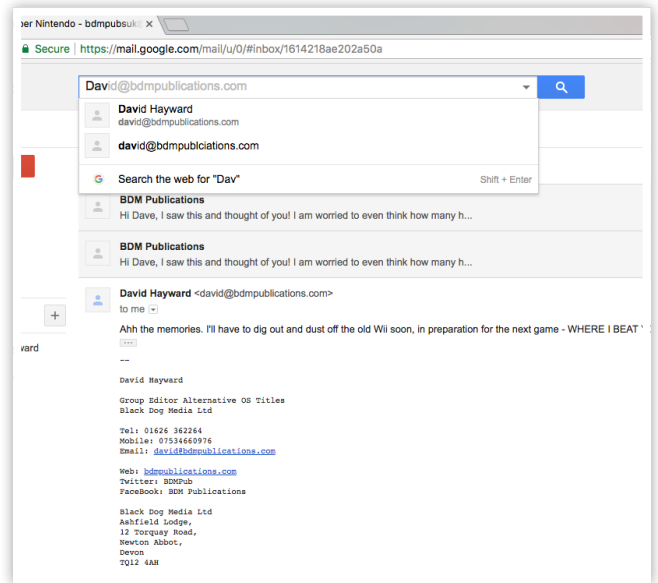 per Nintendo - bdmpubsuk
Secure https://mail.google.com/mail/u/0/#inbox/1614218ae202a50a
David@bdmpublications.com
David Hayward
david@bdmpublications.com
david@bdmpublciations.com
G Search the web for "Dav" Shift + Enter
BDM Publications
Hi Dave, I saw this and thought of you! I am worried to even think how many h...
BDM Publications
Hi Dave, I saw this and thought of you! I am worried to even think how many h...
David Hayward <david@bdmpublications.com>
to me
+
Ahh the memories. I'll have to dig out and dust off the old Wii soon, in preparation for the next game - WHERE I BEAT
...
ward
--
David Hayward
Group Editor Alternative OS Titles
Black Dog Media Ltd
Tel: 01626 362264
Mobile: 07534660976
Email: david@bdmpublications.com
Web: bdmpublications.com
Twitter: BDMPub
FaceBook: BDM Publications
Black Dog Media Ltd
Ashfield Lodge,
12 Torquay Road,
Newton Abbot,
Devon
TQ12 4AH